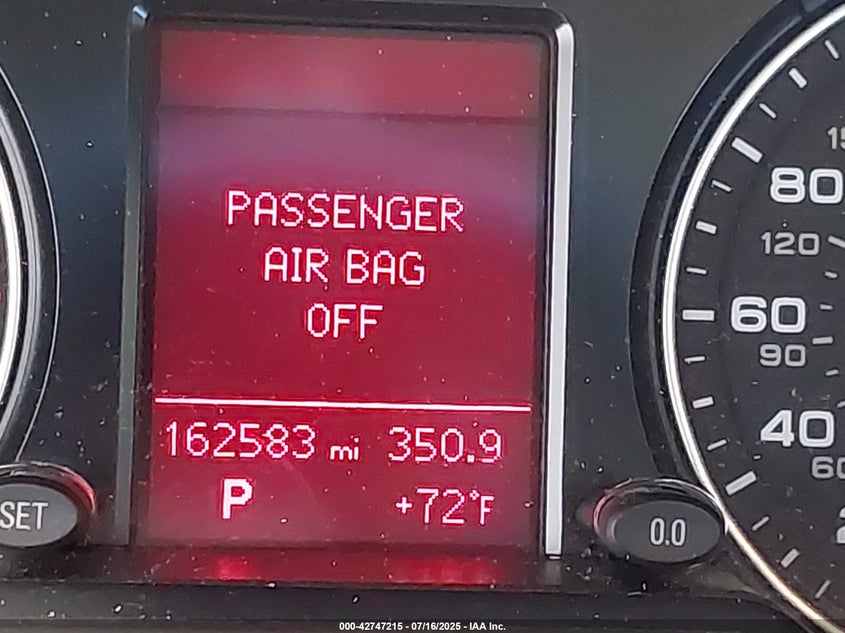 PASSENGER
AIR BAG
OFF
162583 mi 350.9
P +72°F
SET
0.0
80
120
60
90
40
60
000-42747215 - 07/16/2025 - IAA Inc.